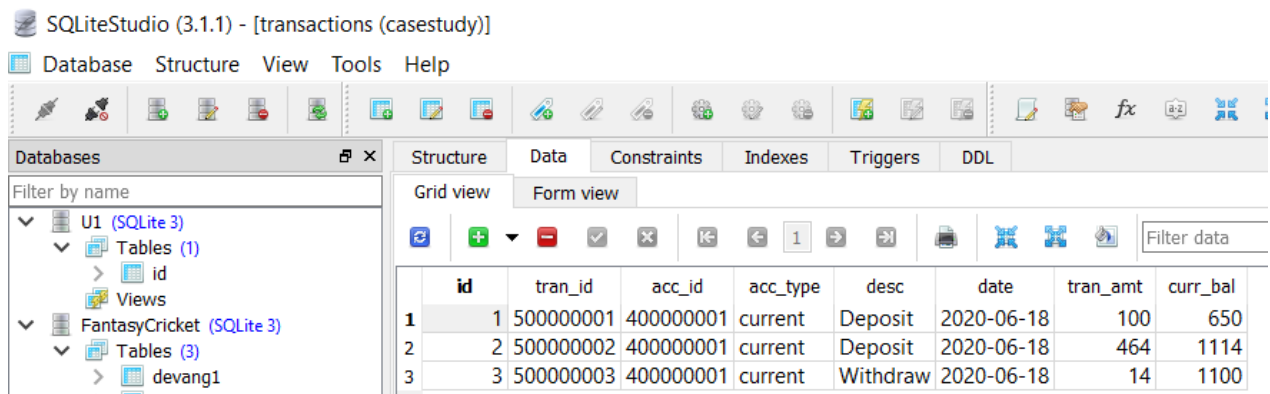 SQLiteStudio (3.1.1) - [transactions (casestudy)]
Database Structure View Tools Help
fx a-z
Databases
Filter by name
U1 (SQLite 3)
Tables (1)
id
Views
FantasyCricket (SQLite 3)
Tables (3)
devang1
Structure Data Constraints Indexes Triggers DDL
Grid view Form view
1 Filter data
id tran_id acc_id acc_type desc date tran_amt curr_bal
1 1 500000001 400000001 current Deposit 2020-06-18 100 650
2 2 500000002 400000001 current Deposit 2020-06-18 464 1114
3 3 500000003 400000001 current Withdraw 2020-06-18 14 1100